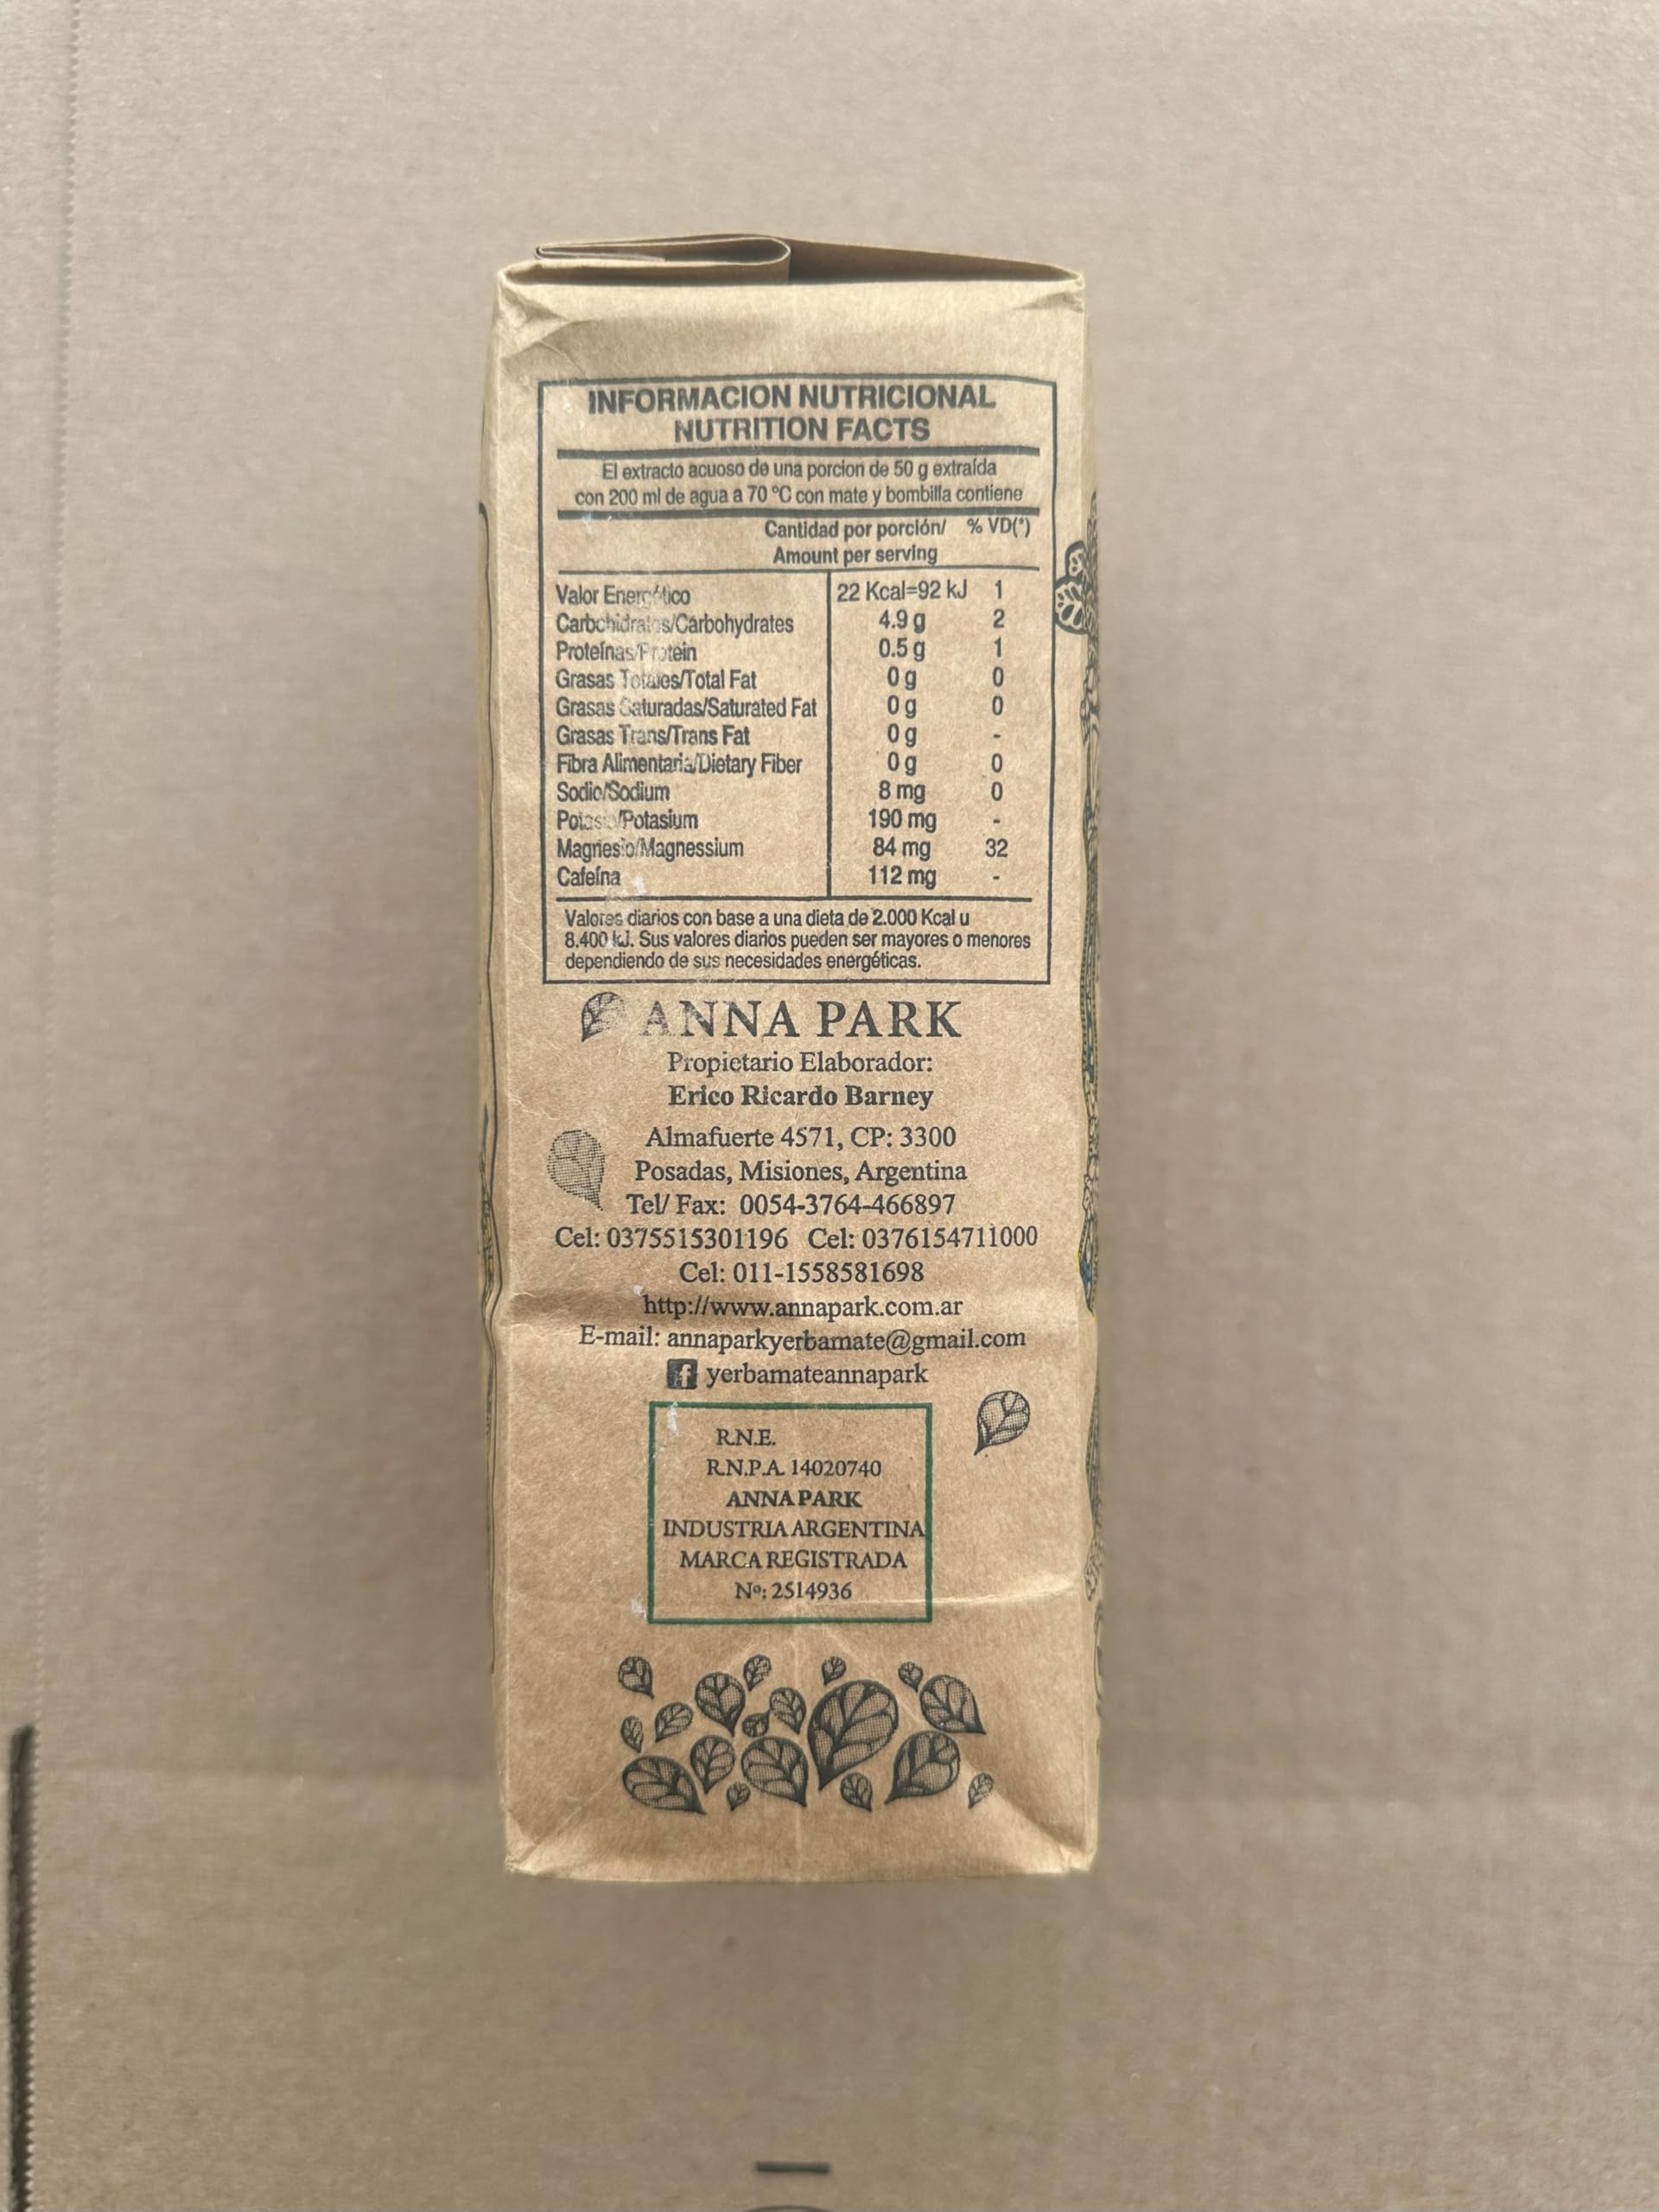 INFORMACION NUTRICIONAL
NUTRITION FACTS
El extracto acuoso de una porcion de 50 g extraída
con 200 ml de agua a 70 ºC con mate y bombilla contiene
Cantidad por porción/ % VD(*)
Amount per serving
Valor Energético 22 Kcal=92 kJ 1
Carbohidratos/Carbohydrates 4.9 g 2
Proteínas/Protein 0.5 g 1
Grasas Totales/Total Fat 0 g 0
Grasas Saturadas/Saturated Fat 0 g 0
Grasas Trans/Trans Fat 0 g -
Fibra Alimentaria/Dietary Fiber 0 g 0
Sodio/Sodium 8 mg 0
Potasio/Potasium 190 mg -
Magnesio/Magnessium 84 mg 32
Cafeína 112 mg -
Valores diarios con base a una dieta de 2.000 Kcal u
8.400 kJ. Sus valores diarios pueden ser mayores o menores
dependiendo de sus necesidades energéticas.
ANNA PARK
Propietario Elaborador:
Erico Ricardo Barney
Almafuerte 4571, CP: 3300
Posadas, Misiones, Argentina
Tel/ Fax: 0054-3764-466897
Cel: 0375515301196 Cel: 0376154711000
Cel: 011-1558581698
http://www.annapark.com.ar
E-mail: annaparkyerbamate@gmail.com
f yerbamateannapark
R.N.E.
R.N.P.A. 14020740
ANNA PARK
INDUSTRIA ARGENTINA
MARCA REGISTRADA
Nº: 2514936